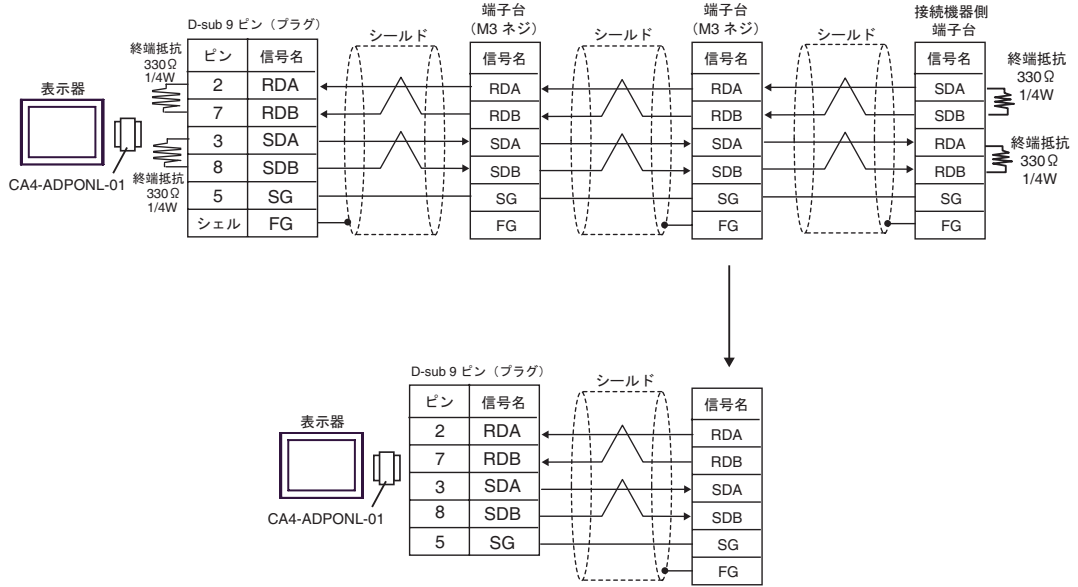 D-sub 9 ピン（プラグ）
シールド
端子台
（M3 ネジ）
シールド
端子台
（M3 ネジ）
シールド
接続機器側
端子台
表示器
CA4-ADPONL-01
終端抵抗
330Ω
1/4W
終端抵抗
330Ω
1/4W
ピン 信号名
2 RDA
7 RDB
3 SDA
8 SDB
5 SG
シェル FG
信号名
RDA
RDB
SDA
SDB
SG
FG
信号名
RDA
RDB
SDA
SDB
SG
FG
信号名
SDA
SDB
RDA
RDB
SG
FG
終端抵抗
330Ω
1/4W
終端抵抗
330Ω
1/4W
D-sub 9 ピン（プラグ）
シールド
表示器
CA4-ADPONL-01
ピン 信号名
2 RDA
7 RDB
3 SDA
8 SDB
5 SG
信号名
RDA
RDB
SDA
SDB
SG
FG